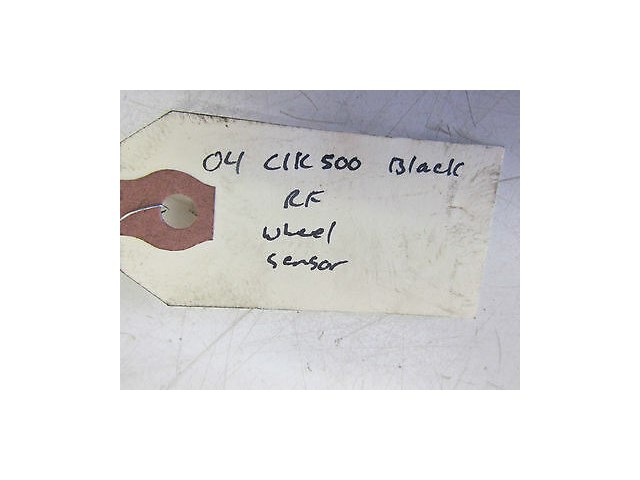 04 CLK500 Black
RF
wheel
sensor